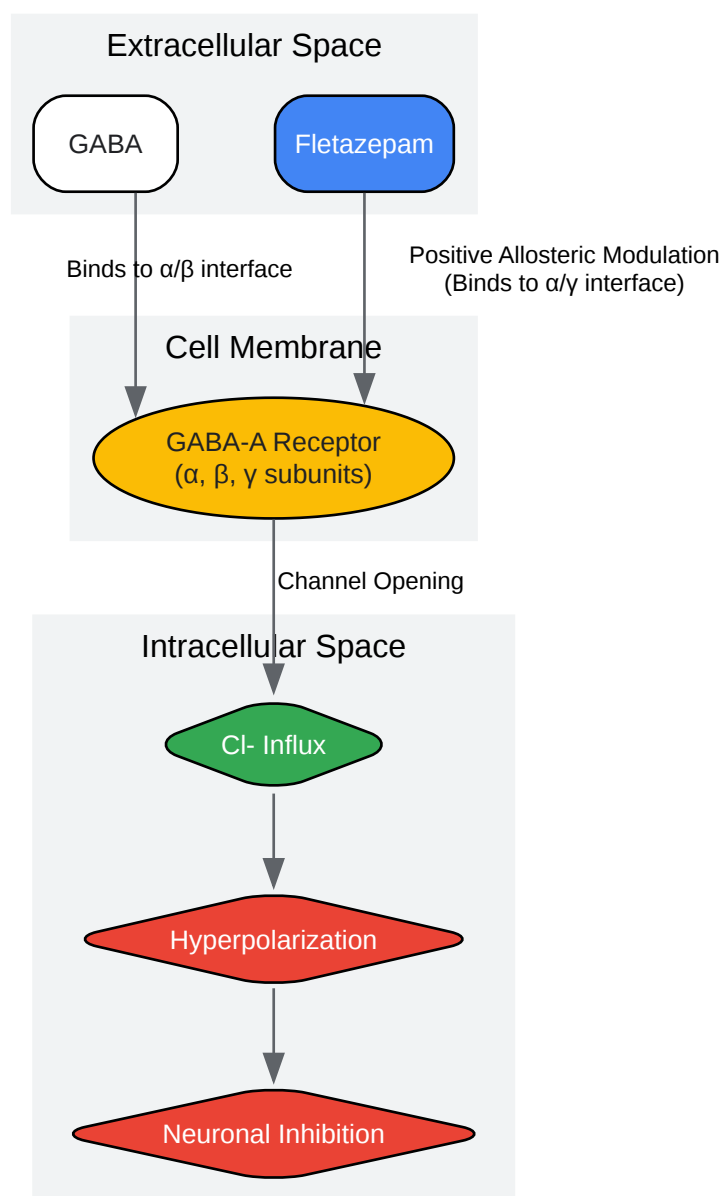 Extracellular Space
GABA
Fletazepam
Binds to α/β interface
Positive Allosteric Modulation
(Binds to α/γ interface)
Cell Membrane
GABA-A Receptor
(α, β, γ subunits)
Channel Opening
Intracellular Space
Cl- Influx
Hyperpolarization
Neuronal Inhibition